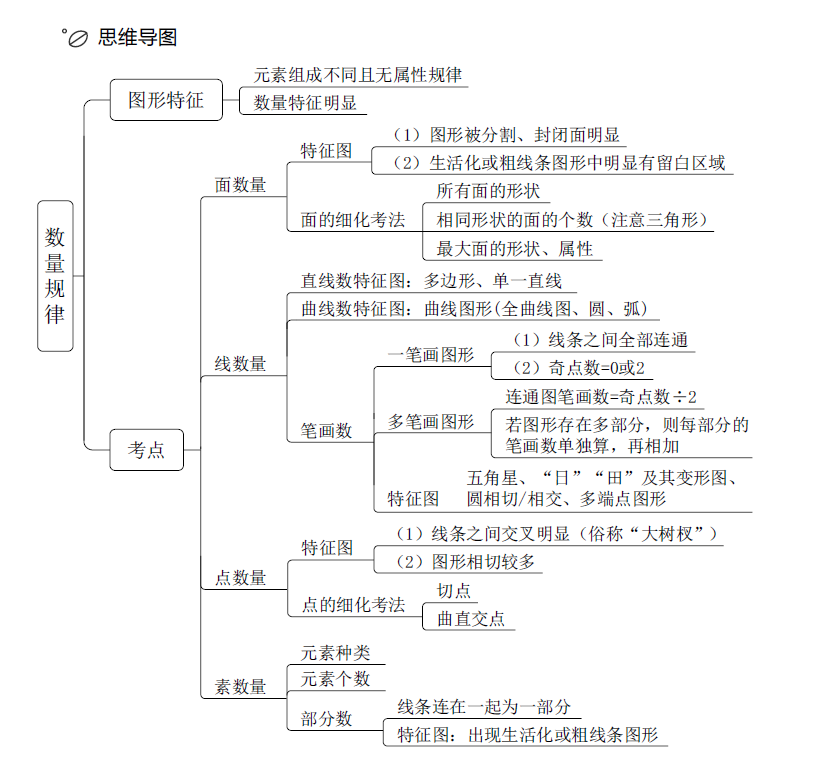 思维导图
数量规律
图形特征
元素组成不同且无属性规律
数量特征明显
考点
面数量
特征图
（1）图形被分割、封闭面明显
（2）生活化或粗线条图形中明显有留白区域
面的细化考法
所有面的形状
相同形状的面的个数（注意三角形）
最大面的形状、属性
线数量
直线数特征图：多边形、单一直线
曲线数特征图：曲线图形(全曲线图、圆、弧)
笔画数
一笔画图形
（1）线条之间全部连通
（2）奇点数=0或2
多笔画图形
连通图笔画数=奇点数÷2
若图形存在多部分，则每部分的
笔画数单独算，再相加
特征图
五角星、“日”“田”及其变形图、
圆相切/相交、多端点图形
点数量
特征图
（1）线条之间交叉明显（俗称“大树杈”）
（2）图形相切较多
点的细化考法
切点
曲直交点
素数量
元素种类
元素个数
部分数
线条连在一起为一部分
特征图：出现生活化或粗线条图形